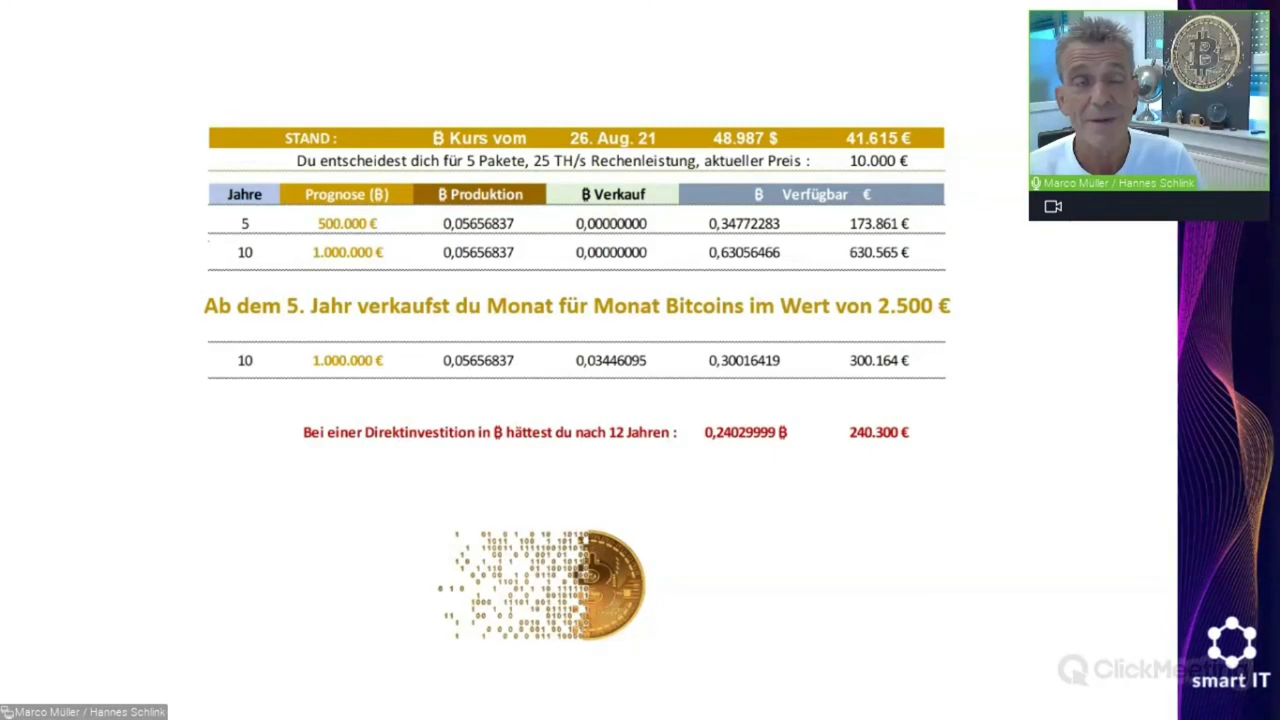 STAND : ₿ Kurs vom 26. Aug. 21 48.987 $ 41.615 €
Du entscheidest dich für 5 Pakete, 25 TH/s Rechenleistung, aktueller Preis : 10.000 €
Jahre Prognose (₿) ₿ Produktion ₿ Verkauf ₿ Verfügbar €
5 500.000 € 0,05656837 0,00000000 0,34772283 173.861 €
10 1.000.000 € 0,05656837 0,00000000 0,63056466 630.565 €
Ab dem 5. Jahr verkaufst du Monat für Monat Bitcoins im Wert von 2.500 €
10 1.000.000 € 0,05656837 0,03446095 0,30016419 300.164 €
Bei einer Direktinvestition in ₿ hättest du nach 12 Jahren : 0,24029999 ₿ 240.300 €
Marco Müller / Hannes Schlink
smart IT
Marco Müller / Hannes Schlink